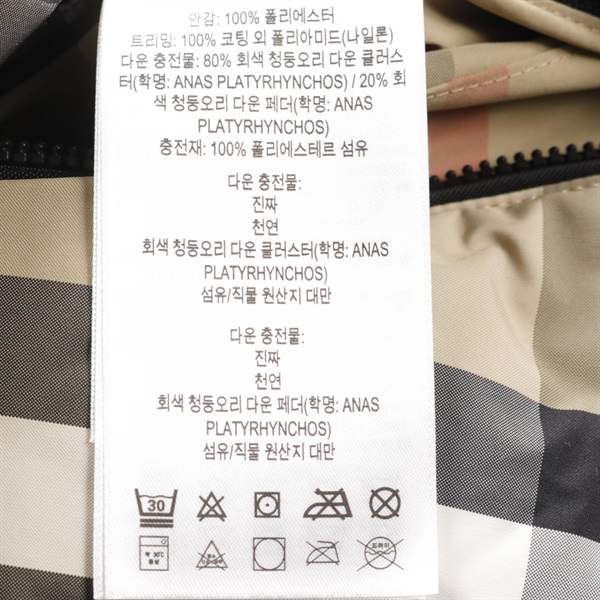 안감: 100% 폴리에스터
트리밍: 100% 코팅 외 폴리아미드(나일론)
다운 충전물: 80% 회색 청둥오리 다운 클러스
터(학명: ANAS PLATYRHYNCHOS) / 20% 회
색 청둥오리 다운 페더(학명: ANAS
PLATYRHYNCHOS)
충전재: 100% 폴리에스테르 섬유
다운 충전물:
진짜
천연
회색 청둥오리 다운 클러스터(학명: ANAS
PLATYRHYNCHOS)
섬유/직물 원산지 대만
다운 충전물:
진짜
천연
회색 청둥오리 다운 페더(학명: ANAS
PLATYRHYNCHOS)
섬유/직물 원산지 대만
30
약 30℃
드라이